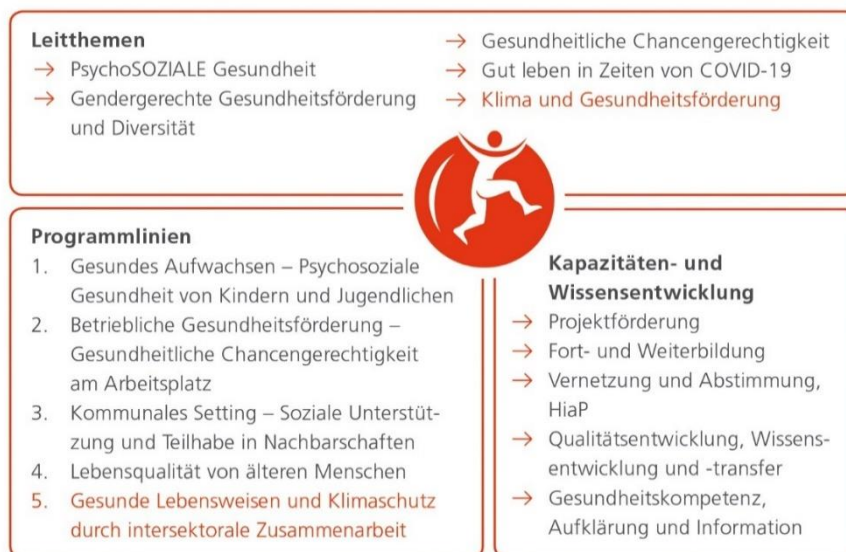 Leitthemen
→ PsychoSOZIALE Gesundheit
→ Gendergerechte Gesundheitsförderung
und Diversität
→ Gesundheitliche Chancengerechtigkeit
→ Gut leben in Zeiten von COVID-19
→ Klima und Gesundheitsförderung
Programmlinien
1. Gesundes Aufwachsen – Psychosoziale
Gesundheit von Kindern und Jugendlichen
2. Betriebliche Gesundheitsförderung –
Gesundheitliche Chancengerechtigkeit
am Arbeitsplatz
3. Kommunales Setting – Soziale Unterstüt-
zung und Teilhabe in Nachbarschaften
4. Lebensqualität von älteren Menschen
5. Gesunde Lebensweisen und Klimaschutz
durch intersektorale Zusammenarbeit
Kapazitäten- und
Wissensentwicklung
→ Projektförderung
→ Fort- und Weiterbildung
→ Vernetzung und Abstimmung,
HiaP
→ Qualitätsentwicklung, Wissens-
entwicklung und -transfer
→ Gesundheitskompetenz,
Aufklärung und Information